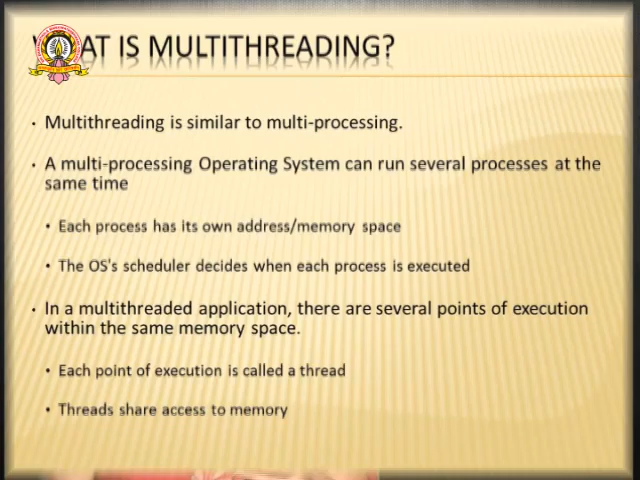 WHAT IS MULTITHREADING?
• Multithreading is similar to multi-processing.
• A multi-processing Operating System can run several processes at the
same time
• Each process has its own address/memory space
• The OS's scheduler decides when each process is executed
• In a multithreaded application, there are several points of execution
within the same memory space.
• Each point of execution is called a thread
• Threads share access to memory